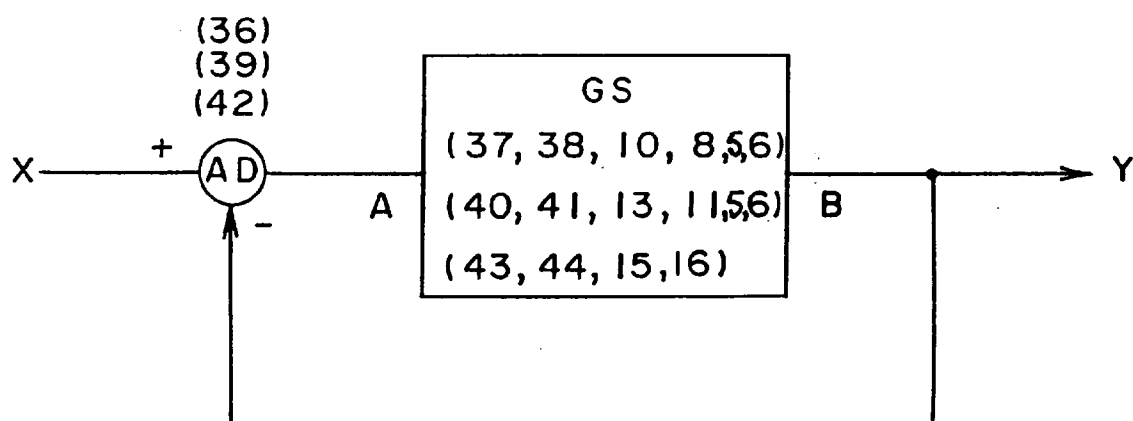 (36)
(39)
(42)
GS
(37, 38, 10, 8,5,6)
(40, 41, 13, 11,5,6)
(43, 44, 15,16)
X
+
AD
-
A
B
Y